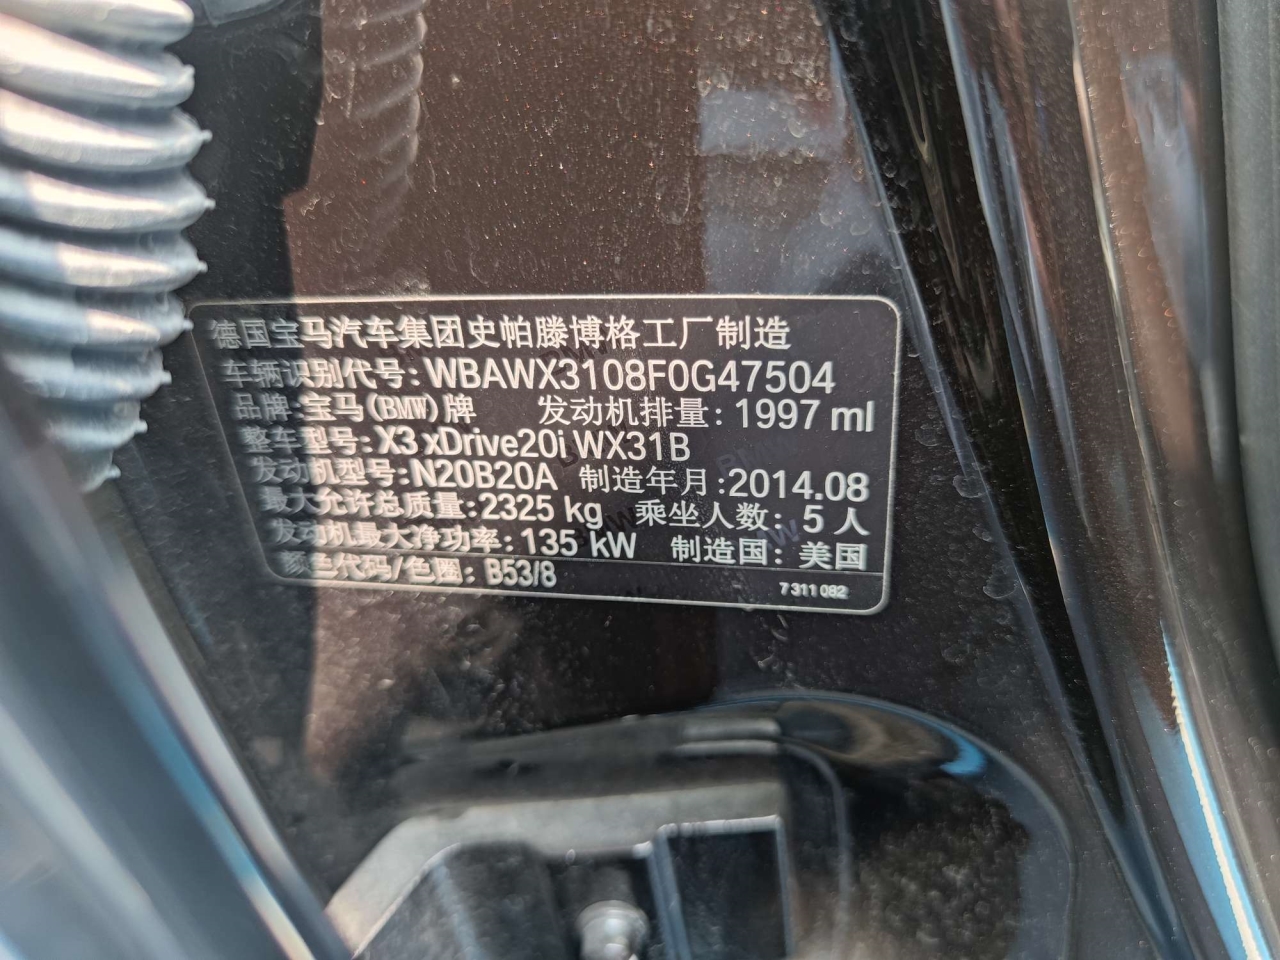 德国宝马汽车集团史帕滕博格工厂制造
车辆识别代号: WBAWX3108F0G47504
品牌: 宝马(BMW)牌 发动机排量: 1997 ml
整车型号: X3 xDrive20i WX31B
发动机型号: N20B20A 制造年月: 2014.08
最大允许总质量: 2325 kg 乘坐人数: 5 人
发动机最大净功率: 135 kW 制造国: 美国
颜色代码/色圈: B53/8 7 311 082